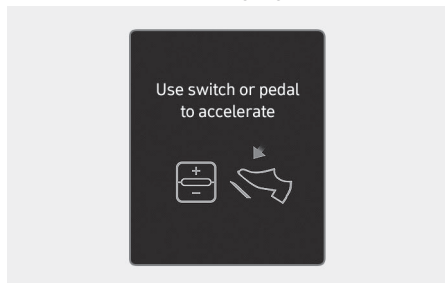 Use switch or pedal
to accelerate
+
−